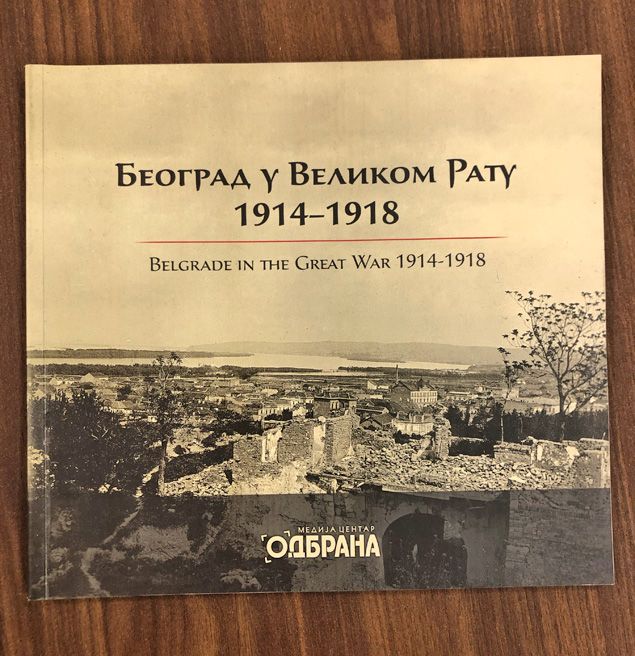 Београд у Великом Рату
1914–1918
Belgrade in the Great War 1914-1918
МЕДИЈА ЦЕНТАР
ОДБРАНА